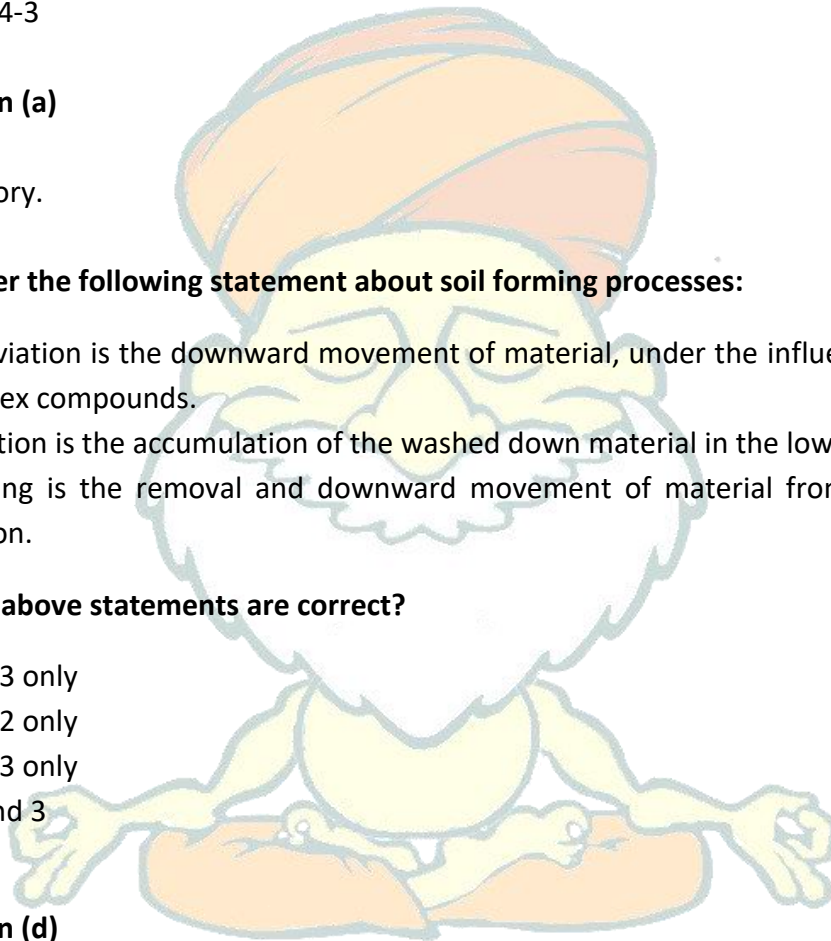 4-3
n (a)
ory.
er the following statement about soil forming processes:
viation is the downward movement of material, under the influe
ex compounds.
tion is the accumulation of the washed down material in the low
ing is the removal and downward movement of material from
on.
above statements are correct?
3 only
2 only
3 only
nd 3
n (d)